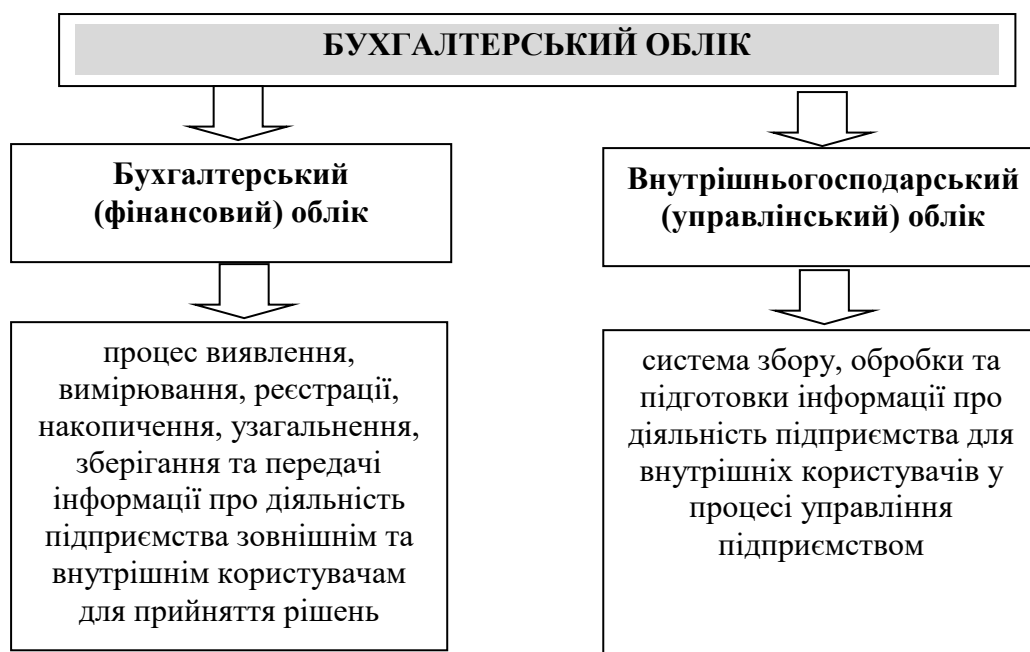 БУХГАЛТЕРСЬКИЙ ОБЛІК
Бухгалтерський
(фінансовий) облік
Внутрішньогосподарський
(управлінський) облік
процес виявлення,
вимірювання, реєстрації,
накопичення, узагальнення,
зберігання та передачі
інформації про діяльність
підприємства зовнішнім та
внутрішнім користувачам
для прийняття рішень
система збору, обробки та
підготовки інформації про
діяльність підприємства для
внутрішніх користувачів у
процесі управління
підприємством